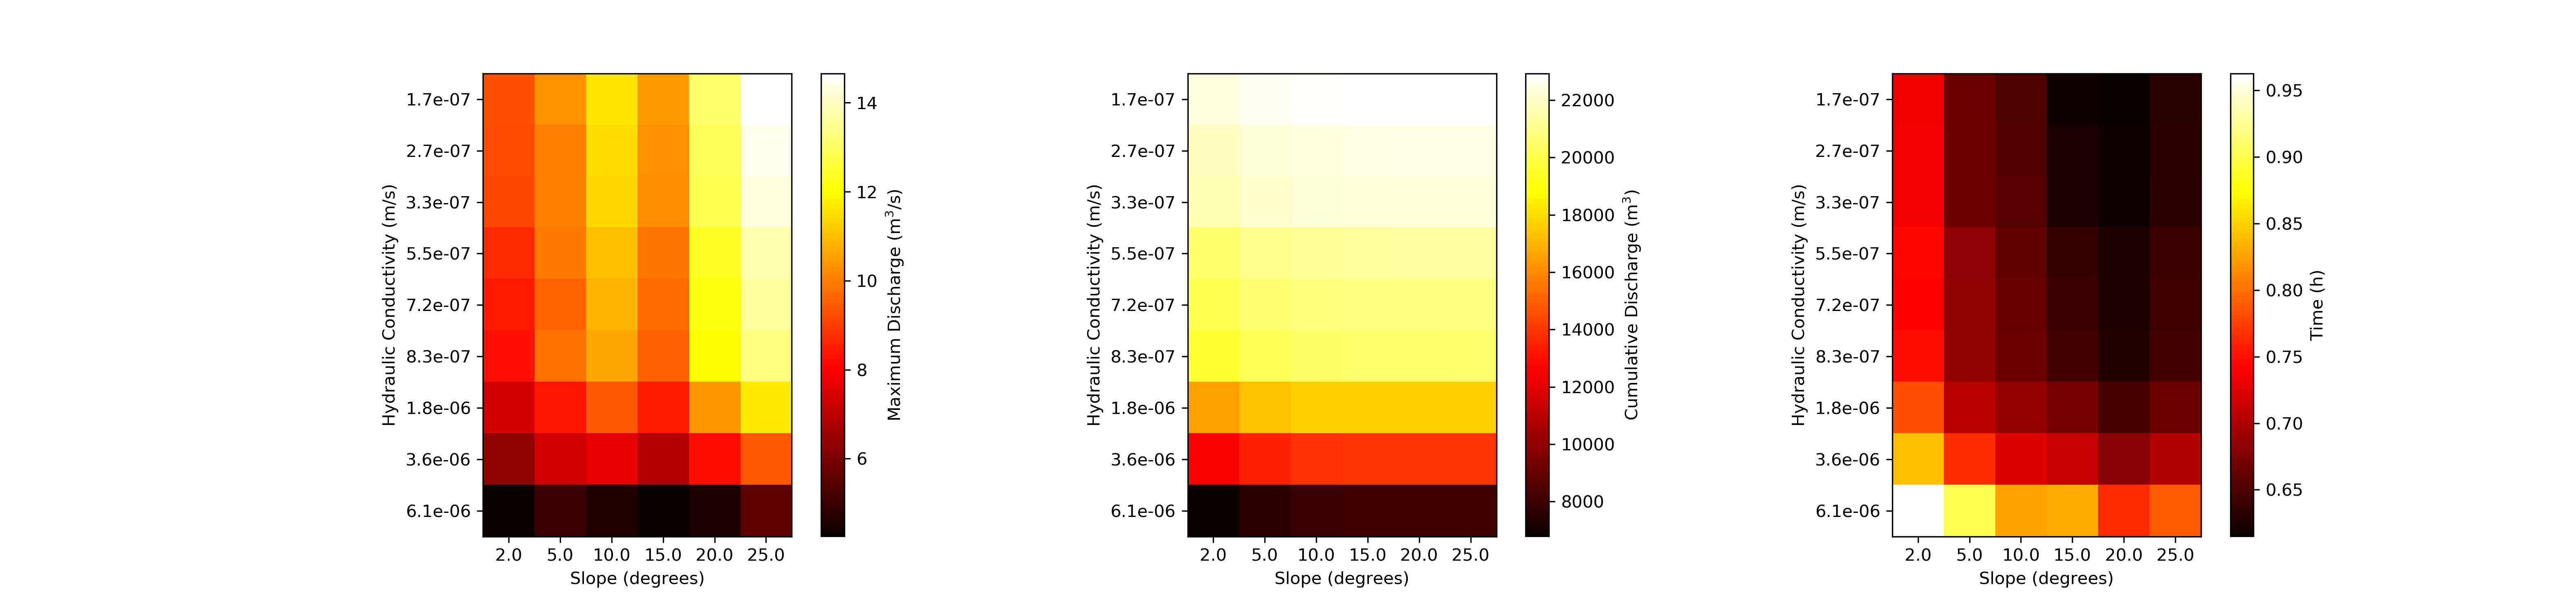 Hydraulic Conductivity (m/s)
1.7e-07
2.7e-07
3.3e-07
5.5e-07
7.2e-07
8.3e-07
1.8e-06
3.6e-06
6.1e-06
2.0 5.0 10.0 15.0 20.0 25.0
Slope (degrees)
14
12
10
8
6
Maximum Discharge (m³/s)
Hydraulic Conductivity (m/s)
1.7e-07
2.7e-07
3.3e-07
5.5e-07
7.2e-07
8.3e-07
1.8e-06
3.6e-06
6.1e-06
2.0 5.0 10.0 15.0 20.0 25.0
Slope (degrees)
22000
20000
18000
16000
14000
12000
10000
8000
Cumulative Discharge (m³)
Hydraulic Conductivity (m/s)
1.7e-07
2.7e-07
3.3e-07
5.5e-07
7.2e-07
8.3e-07
1.8e-06
3.6e-06
6.1e-06
2.0 5.0 10.0 15.0 20.0 25.0
Slope (degrees)
0.95
0.90
0.85
0.80
0.75
0.70
0.65
Time (h)